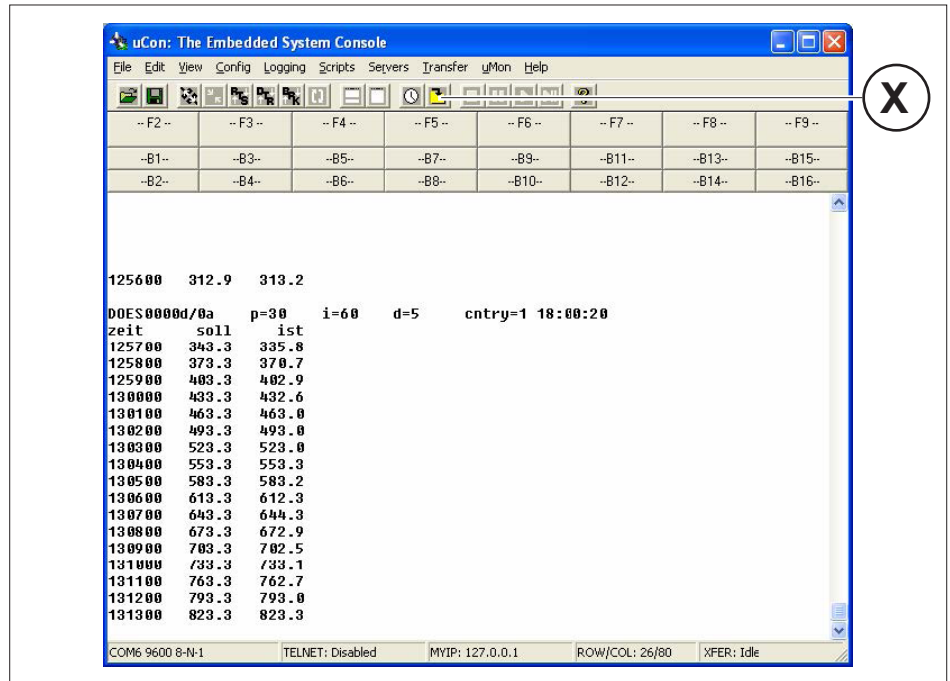 uCon: The Embedded System Console
File Edit View Config Logging Scripts Servers Transfer uMon Help
X
-- F2 -- -- F3 -- -- F4 -- -- F5 -- -- F6 -- -- F7 -- -- F8 -- -- F9 --
--B1-- --B3-- --B5-- --B7-- --B9-- --B11-- --B13-- --B15--
--B2-- --B4-- --B6-- --B8-- --B10-- --B12-- --B14-- --B16--
125600 312.9 313.2
DOES0000d/0a p=30 i=60 d=5 cntry=1 18:00:20
zeit soll ist
125700 343.3 335.8
125800 373.3 370.7
125900 403.3 402.9
130000 433.3 432.6
130100 463.3 463.0
130200 493.3 493.0
130300 523.3 523.0
130400 553.3 553.3
130500 583.3 583.2
130600 613.3 612.3
130700 643.3 644.3
130800 673.3 672.9
130900 703.3 702.5
131000 733.3 733.1
131100 763.3 762.7
131200 793.3 793.0
131300 823.3 823.3
COM6 9600 8-N-1 TELNET: Disabled MYIP: 127.0.0.1 ROW/COL: 26/80 XFER: Idle